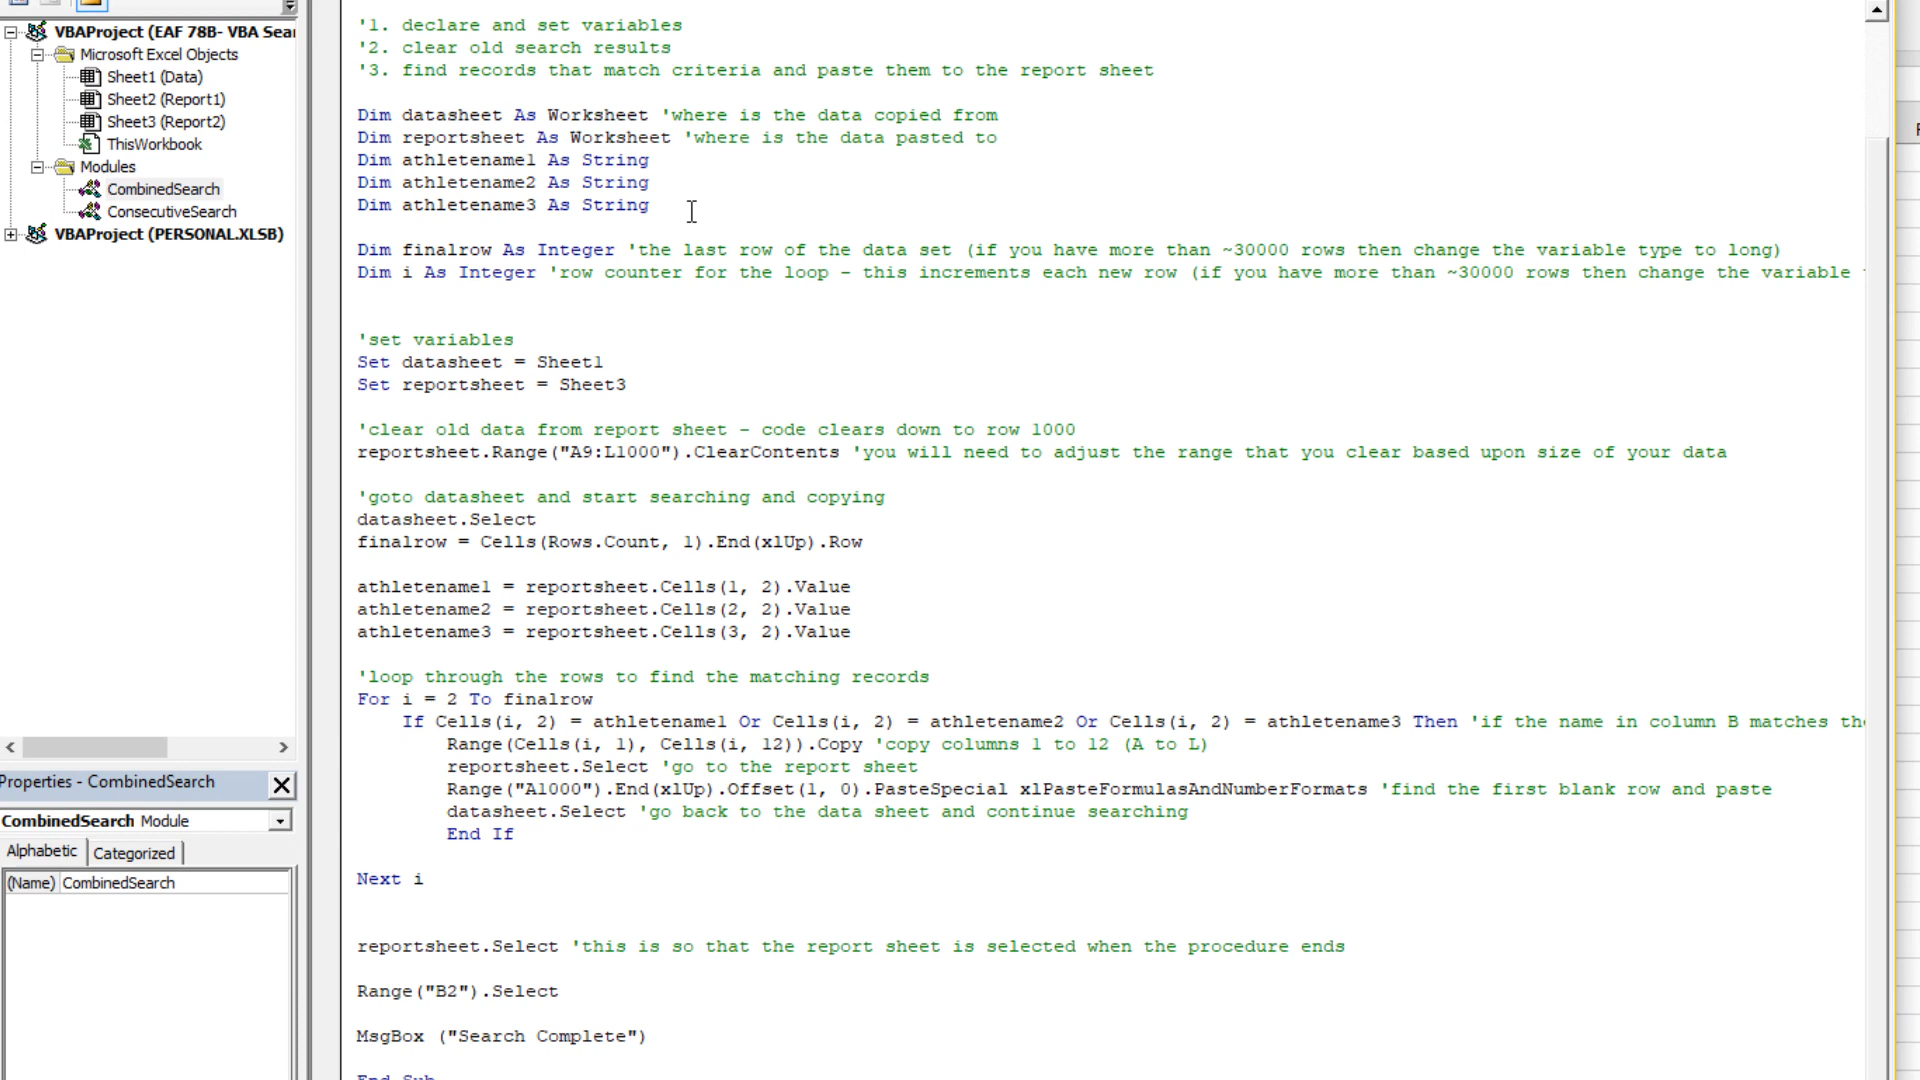 VBAProject (EAF 78B- VBA Sear
Microsoft Excel Objects
Sheet1 (Data)
Sheet2 (Report1)
Sheet3 (Report2)
ThisWorkbook
Modules
CombinedSearch
ConsecutiveSearch
VBAProject (PERSONAL.XLSB)
Properties - CombinedSearch
CombinedSearch Module
Alphabetic Categorized
(Name) CombinedSearch
'1. declare and set variables
'2. clear old search results
'3. find records that match criteria and paste them to the report sheet
Dim datasheet As Worksheet 'where is the data copied from
Dim reportsheet As Worksheet 'where is the data pasted to
Dim athletename1 As String
Dim athletename2 As String
Dim athletename3 As String
Dim finalrow As Integer 'the last row of the data set (if you have more than ~30000 rows then change the variable type to long)
Dim i As Integer 'row counter for the loop - this increments each new row (if you have more than ~30000 rows then change the variable
'set variables
Set datasheet = Sheet1
Set reportsheet = Sheet3
'clear old data from report sheet - code clears down to row 1000
reportsheet.Range("A9:L1000").ClearContents 'you will need to adjust the range that you clear based upon size of your data
'goto datasheet and start searching and copying
datasheet.Select
finalrow = Cells(Rows.Count, 1).End(xlUp).Row
athletename1 = reportsheet.Cells(1, 2).Value
athletename2 = reportsheet.Cells(2, 2).Value
athletename3 = reportsheet.Cells(3, 2).Value
'loop through the rows to find the matching records
For i = 2 To finalrow
If Cells(i, 2) = athletename1 Or Cells(i, 2) = athletename2 Or Cells(i, 2) = athletename3 Then 'if the name in column B matches the
Range(Cells(i, 1), Cells(i, 12)).Copy 'copy columns 1 to 12 (A to L)
reportsheet.Select 'go to the report sheet
Range("A1000").End(xlUp).Offset(1, 0).PasteSpecial xlPasteFormulasAndNumberFormats 'find the first blank row and paste
datasheet.Select 'go back to the data sheet and continue searching
End If
Next i
reportsheet.Select 'this is so that the report sheet is selected when the procedure ends
Range("B2").Select
MsgBox ("Search Complete")
End Sub